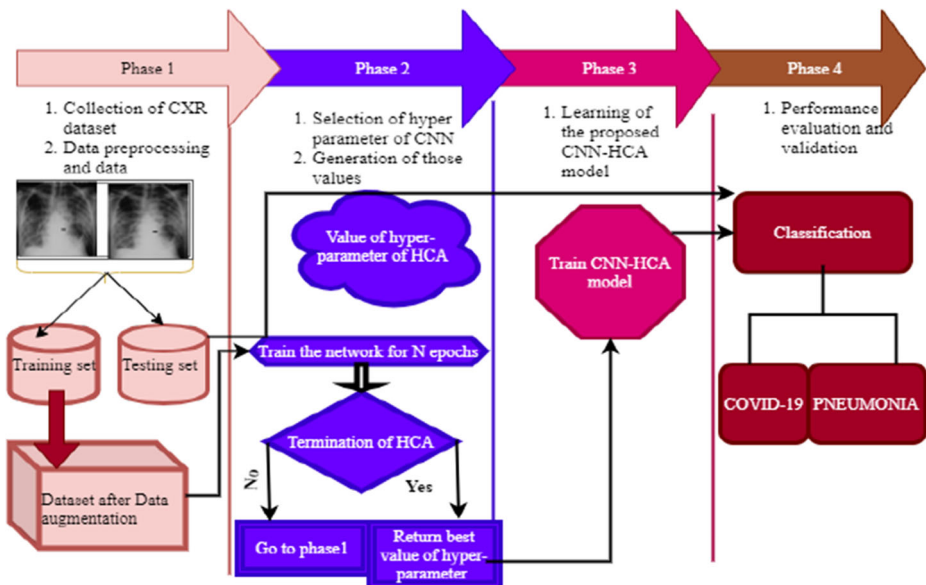 Phase 1
Phase 2
Phase 3
Phase 4
1. Collection of CXR
dataset
2. Data preprocessing
and data
1. Selection of hyper
parameter of CNN
2. Generation of those
values
1. Learning of
the proposed
CNN-HCA
model
1. Performance
evaluation and
validation
Value of hyper-
parameter of HCA
Train CNN-HCA
model
Classification
Training set
Testing set
Train the network for N epochs
Termination of HCA
No
Yes
COVID-19
PNEUMONIA
Dataset after Data
augmentation
Go to phase1
Return best
value of hyper-
parameter